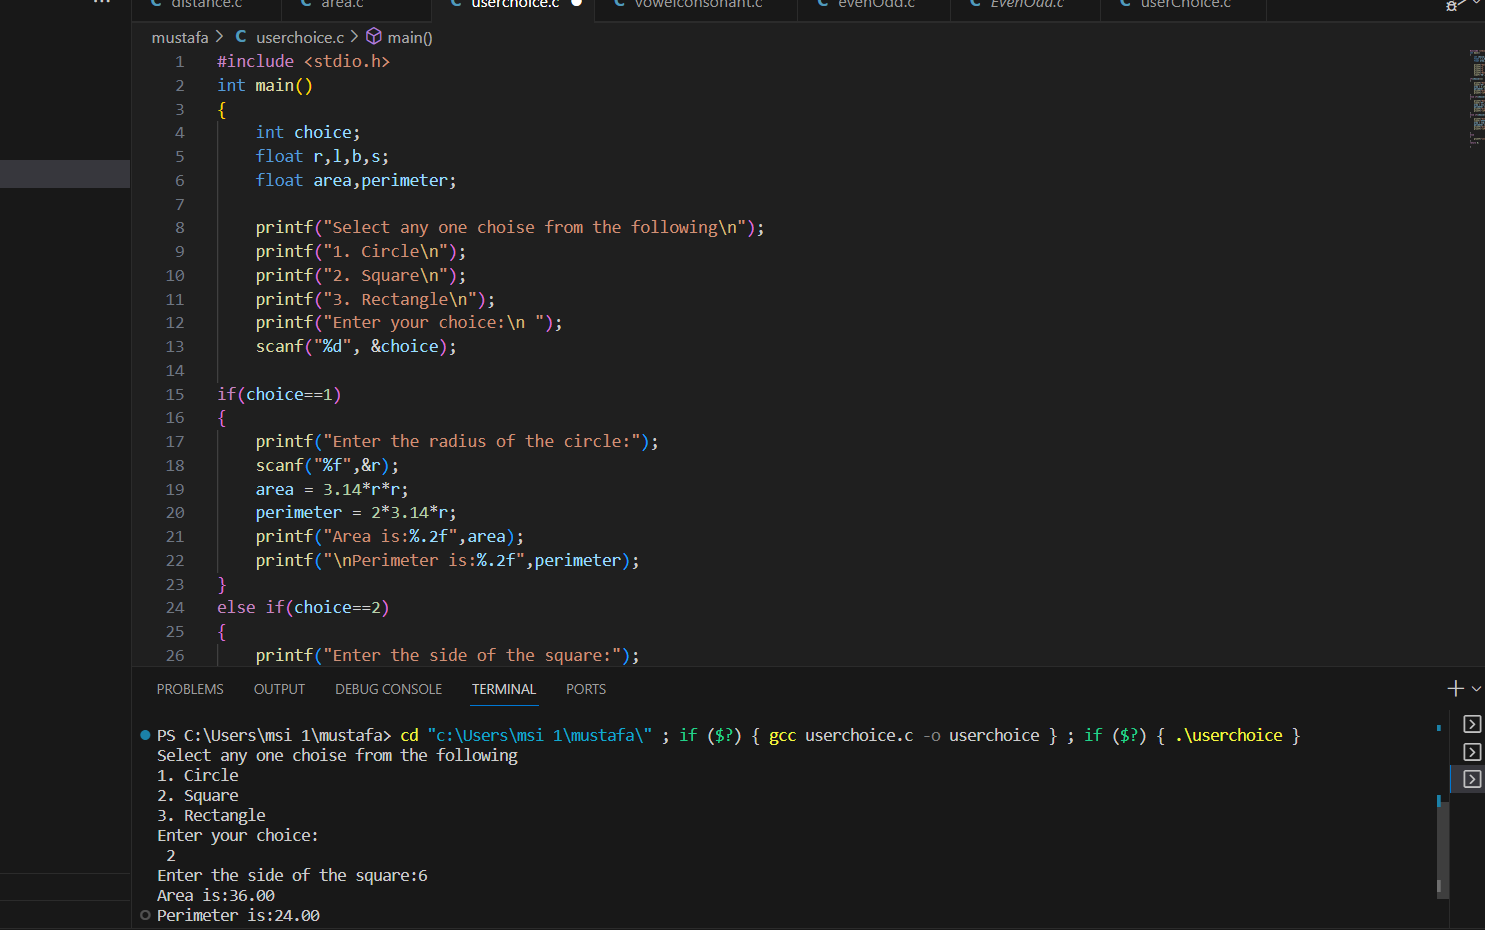 distance.c area.c userchoice.c vowelconsonant.c evenOdd.c EvenOdd.c userChoice.c
mustafa > C userchoice.c > main()
1 #include <stdio.h>
2 int main()
3 {
4 int choice;
5 float r,l,b,s;
6 float area,perimeter;
7
8 printf("Select any one choise from the following\n");
9 printf("1. Circle\n");
10 printf("2. Square\n");
11 printf("3. Rectangle\n");
12 printf("Enter your choice:\n ");
13 scanf("%d", &choice);
14
15 if(choice==1)
16 {
17 printf("Enter the radius of the circle:");
18 scanf("%f",&r);
19 area = 3.14*r*r;
20 perimeter = 2*3.14*r;
21 printf("Area is:%.2f",area);
22 printf("\nPerimeter is:%.2f",perimeter);
23 }
24 else if(choice==2)
25 {
26 printf("Enter the side of the square:");
PROBLEMS OUTPUT DEBUG CONSOLE TERMINAL PORTS
PS C:\Users\msi 1\mustafa> cd "c:\Users\msi 1\mustafa\" ; if ($?) { gcc userchoice.c -o userchoice } ; if ($?) { .\userchoice }
Select any one choise from the following
1. Circle
2. Square
3. Rectangle
Enter your choice:
2
Enter the side of the square:6
Area is:36.00
Perimeter is:24.00